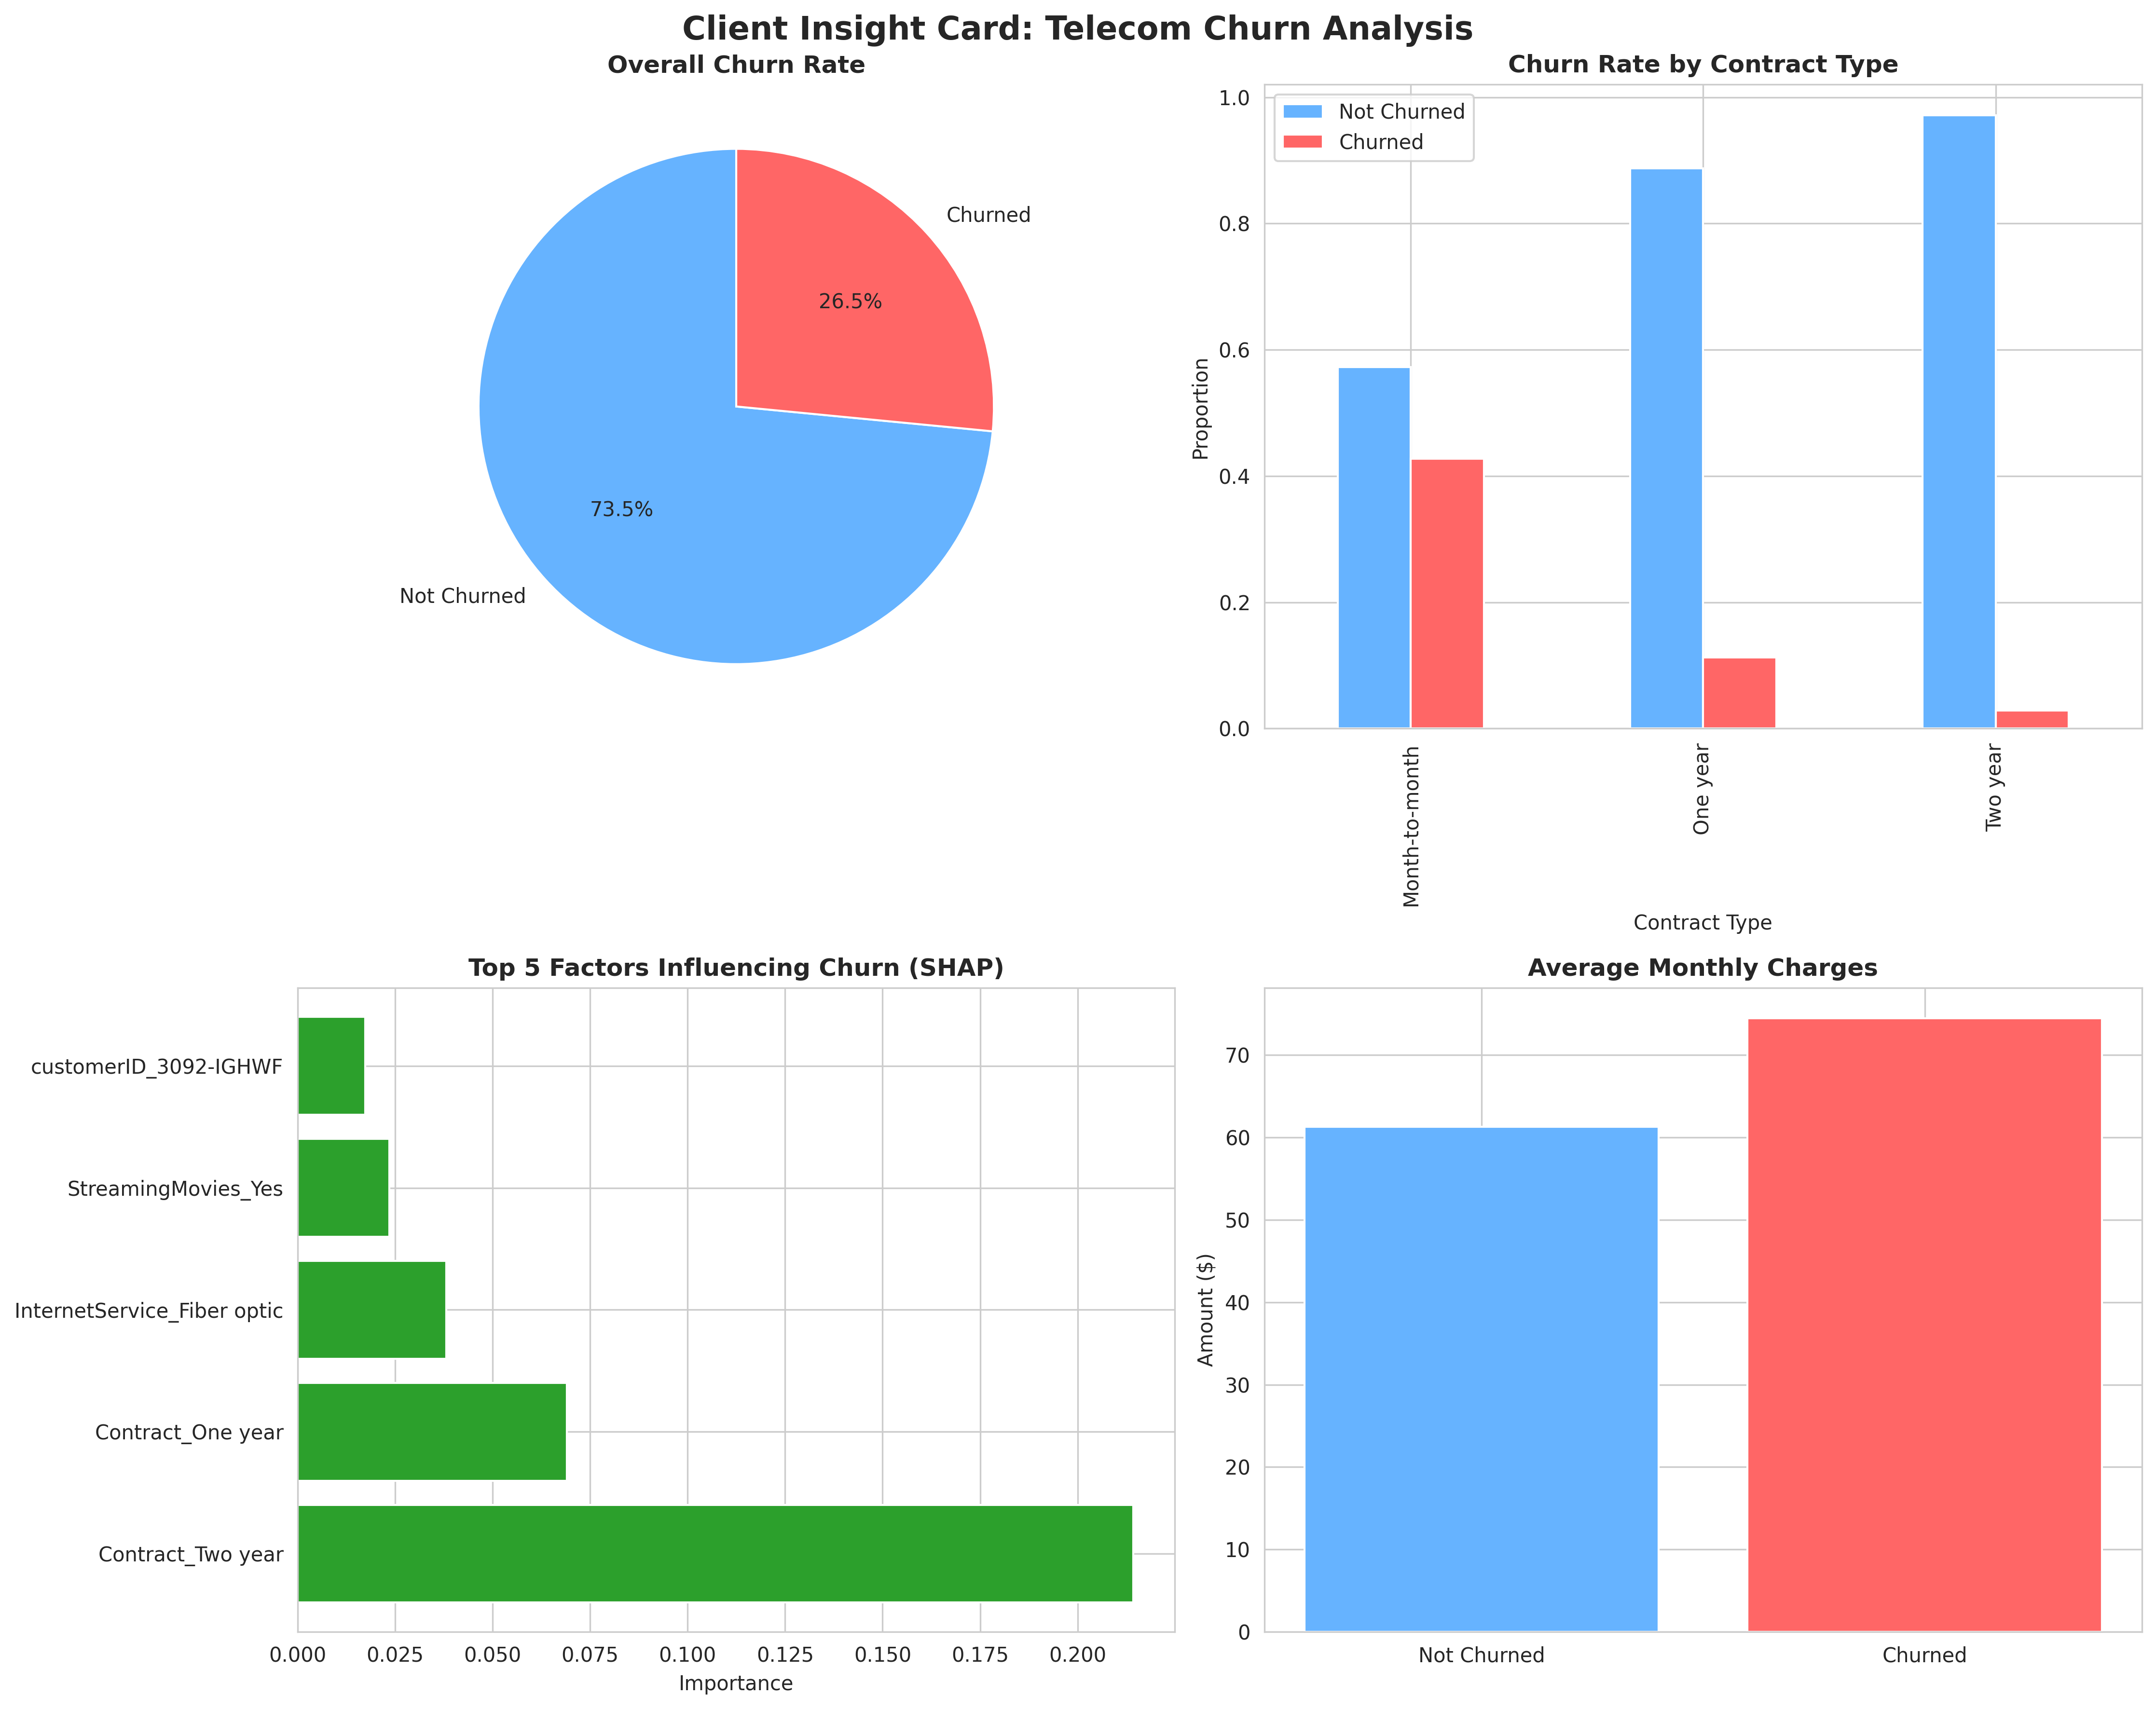 Client Insight Card: Telecom Churn Analysis
Overall Churn Rate
Churned
26.5%
73.5%
Not Churned
Churn Rate by Contract Type
Not Churned
Churned
1.0
0.8
0.6
0.4
0.2
0.0
Proportion
Month-to-month
One year
Two year
Contract Type
Top 5 Factors Influencing Churn (SHAP)
customerID_3092-IGHWF
StreamingMovies_Yes
InternetService_Fiber optic
Contract_One year
Contract_Two year
0.000 0.025 0.050 0.075 0.100 0.125 0.150 0.175 0.200
Importance
Average Monthly Charges
70
60
50
40
30
20
10
0
Amount ($)
Not Churned
Churned